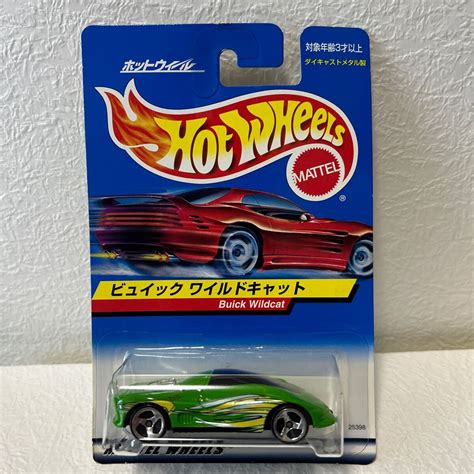 ホットウィール
対象年齢3才以上
ダイキャストメタル製
HOT WHEELS
MATTEL
®
ビュイック ワイルドキャット
Buick Wildcat
25398
WHEELS